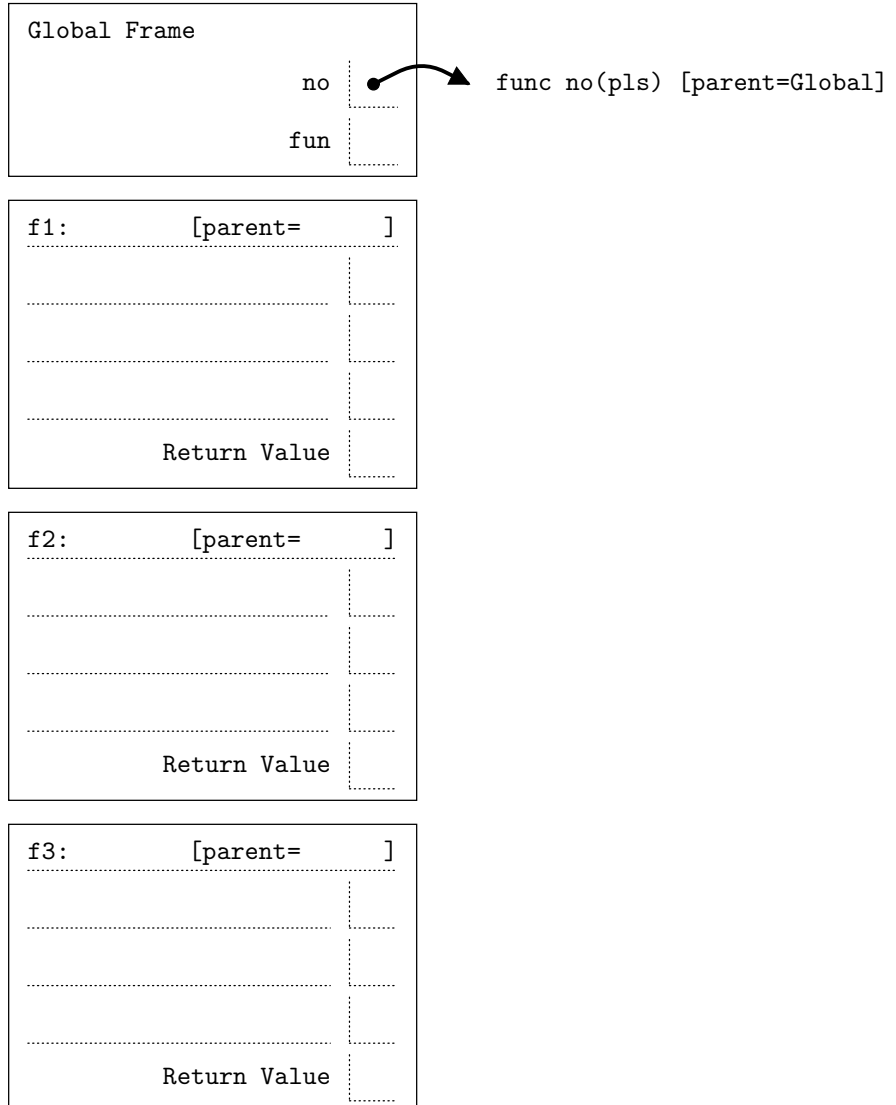 Global Frame
no
func no(pls) [parent=Global]
fun
f1: [parent= ]
Return Value
f2: [parent= ]
Return Value
f3: [parent= ]
Return Value